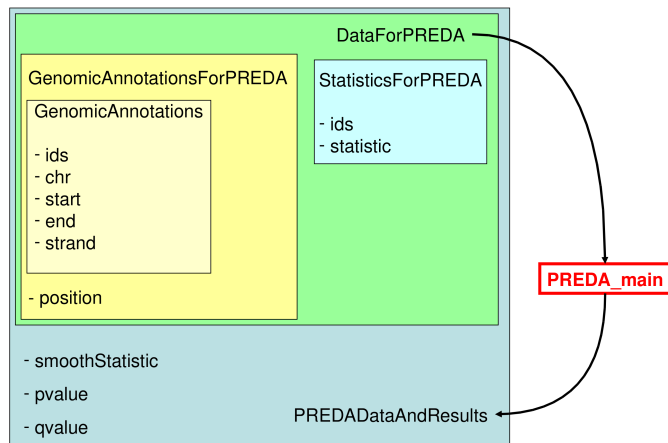 DataForPREDA
GenomicAnnotationsForPREDA
GenomicAnnotations
- ids
- chr
- start
- end
- strand
- position
StatisticsForPREDA
- ids
- statistic
PREDA_main
- smoothStatistic
- pvalue
- qvalue
PREDADataAndResults